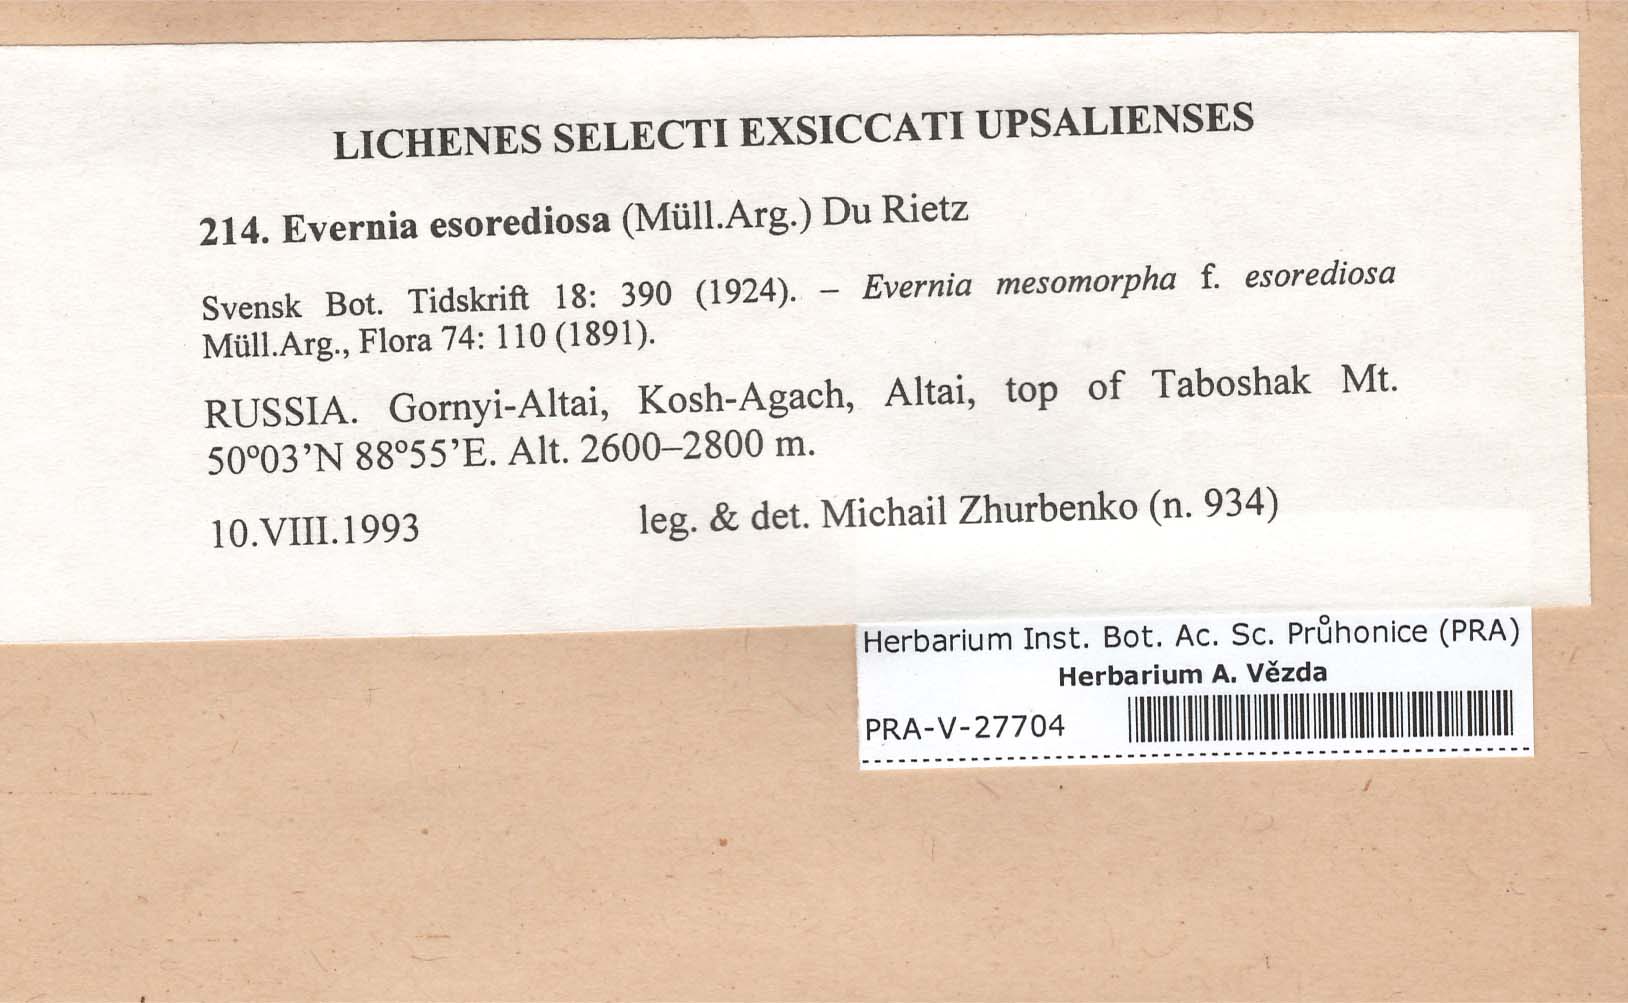 LICHENES SELECTI EXSICCATI UPSALIENSES
214. Evernia esorediosa (Müll.Arg.) Du Rietz
Svensk Bot. Tidskrift 18: 390 (1924). – Evernia mesomorpha f. esorediosa
Müll.Arg., Flora 74: 110 (1891).
RUSSIA. Gornyi-Altai, Kosh-Agach, Altai, top of Taboshak Mt.
50°03'N 88°55'E. Alt. 2600–2800 m.
10.VIII.1993 leg. & det. Michail Zhurbenko (n. 934)
Herbarium Inst. Bot. Ac. Sc. Průhonice (PRA)
Herbarium A. Vězda
PRA-V-27704